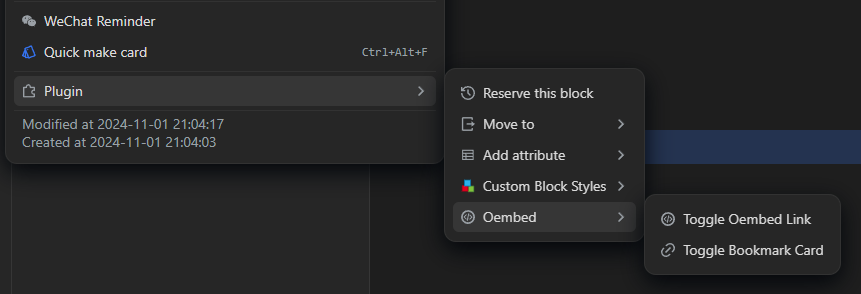 WeChat Reminder
Quick make card Ctrl+Alt+F
Plugin
Modified at 2024-11-01 21:04:17
Created at 2024-11-01 21:04:03
Reserve this block
Move to
Add attribute
Custom Block Styles
Oembed
Toggle Oembed Link
Toggle Bookmark Card